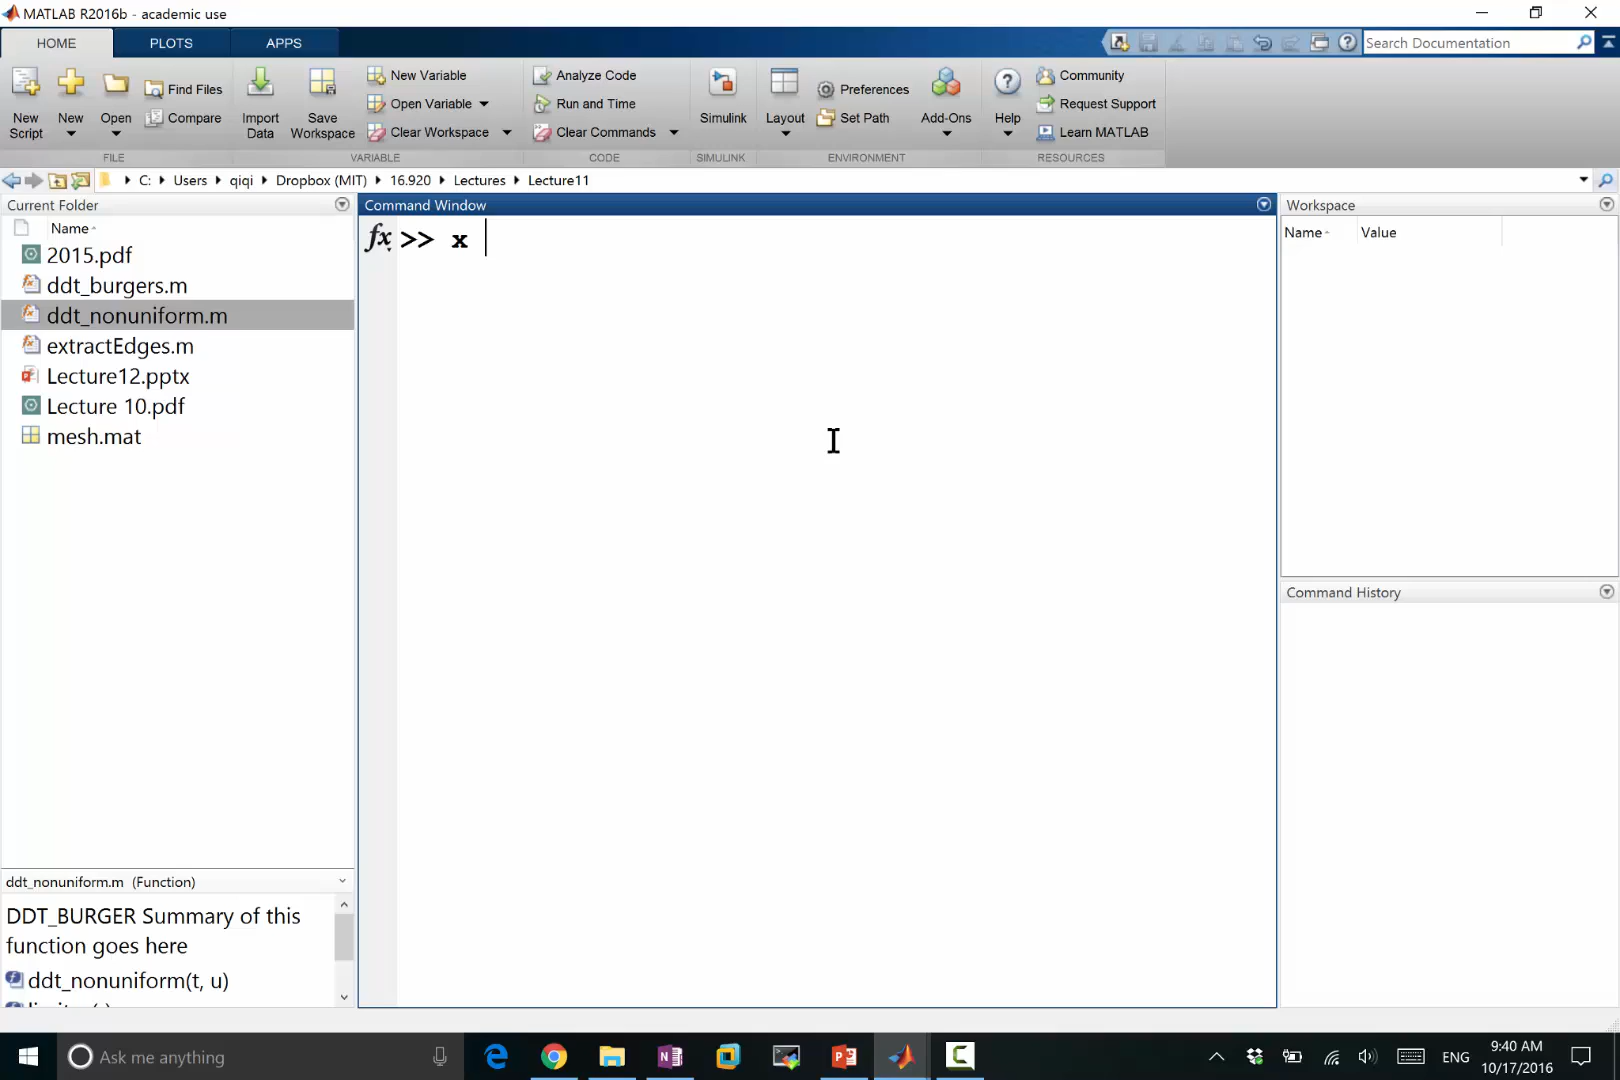 MATLAB R2016b - academic use
HOME
PLOTS
APPS
Search Documentation
New Script
New
Open
Find Files
Compare
Import Data
Save Workspace
New Variable
Open Variable
Clear Workspace
Analyze Code
Run and Time
Clear Commands
Simulink
Layout
Preferences
Set Path
Add-Ons
Help
Community
Request Support
Learn MATLAB
FILE
VARIABLE
CODE
SIMULINK
ENVIRONMENT
RESOURCES
C: Users qiqi Dropbox (MIT) 16.920 Lectures Lecture11
Current Folder
Name
2015.pdf
ddt_burgers.m
ddt_nonuniform.m
extractEdges.m
Lecture12.pptx
Lecture 10.pdf
mesh.mat
ddt_nonuniform.m (Function)
DDT_BURGER Summary of this
function goes here
ddt_nonuniform(t, u)
Command Window
fx >> x
Workspace
Name Value
Command History
Ask me anything
ENG
9:40 AM
10/17/2016